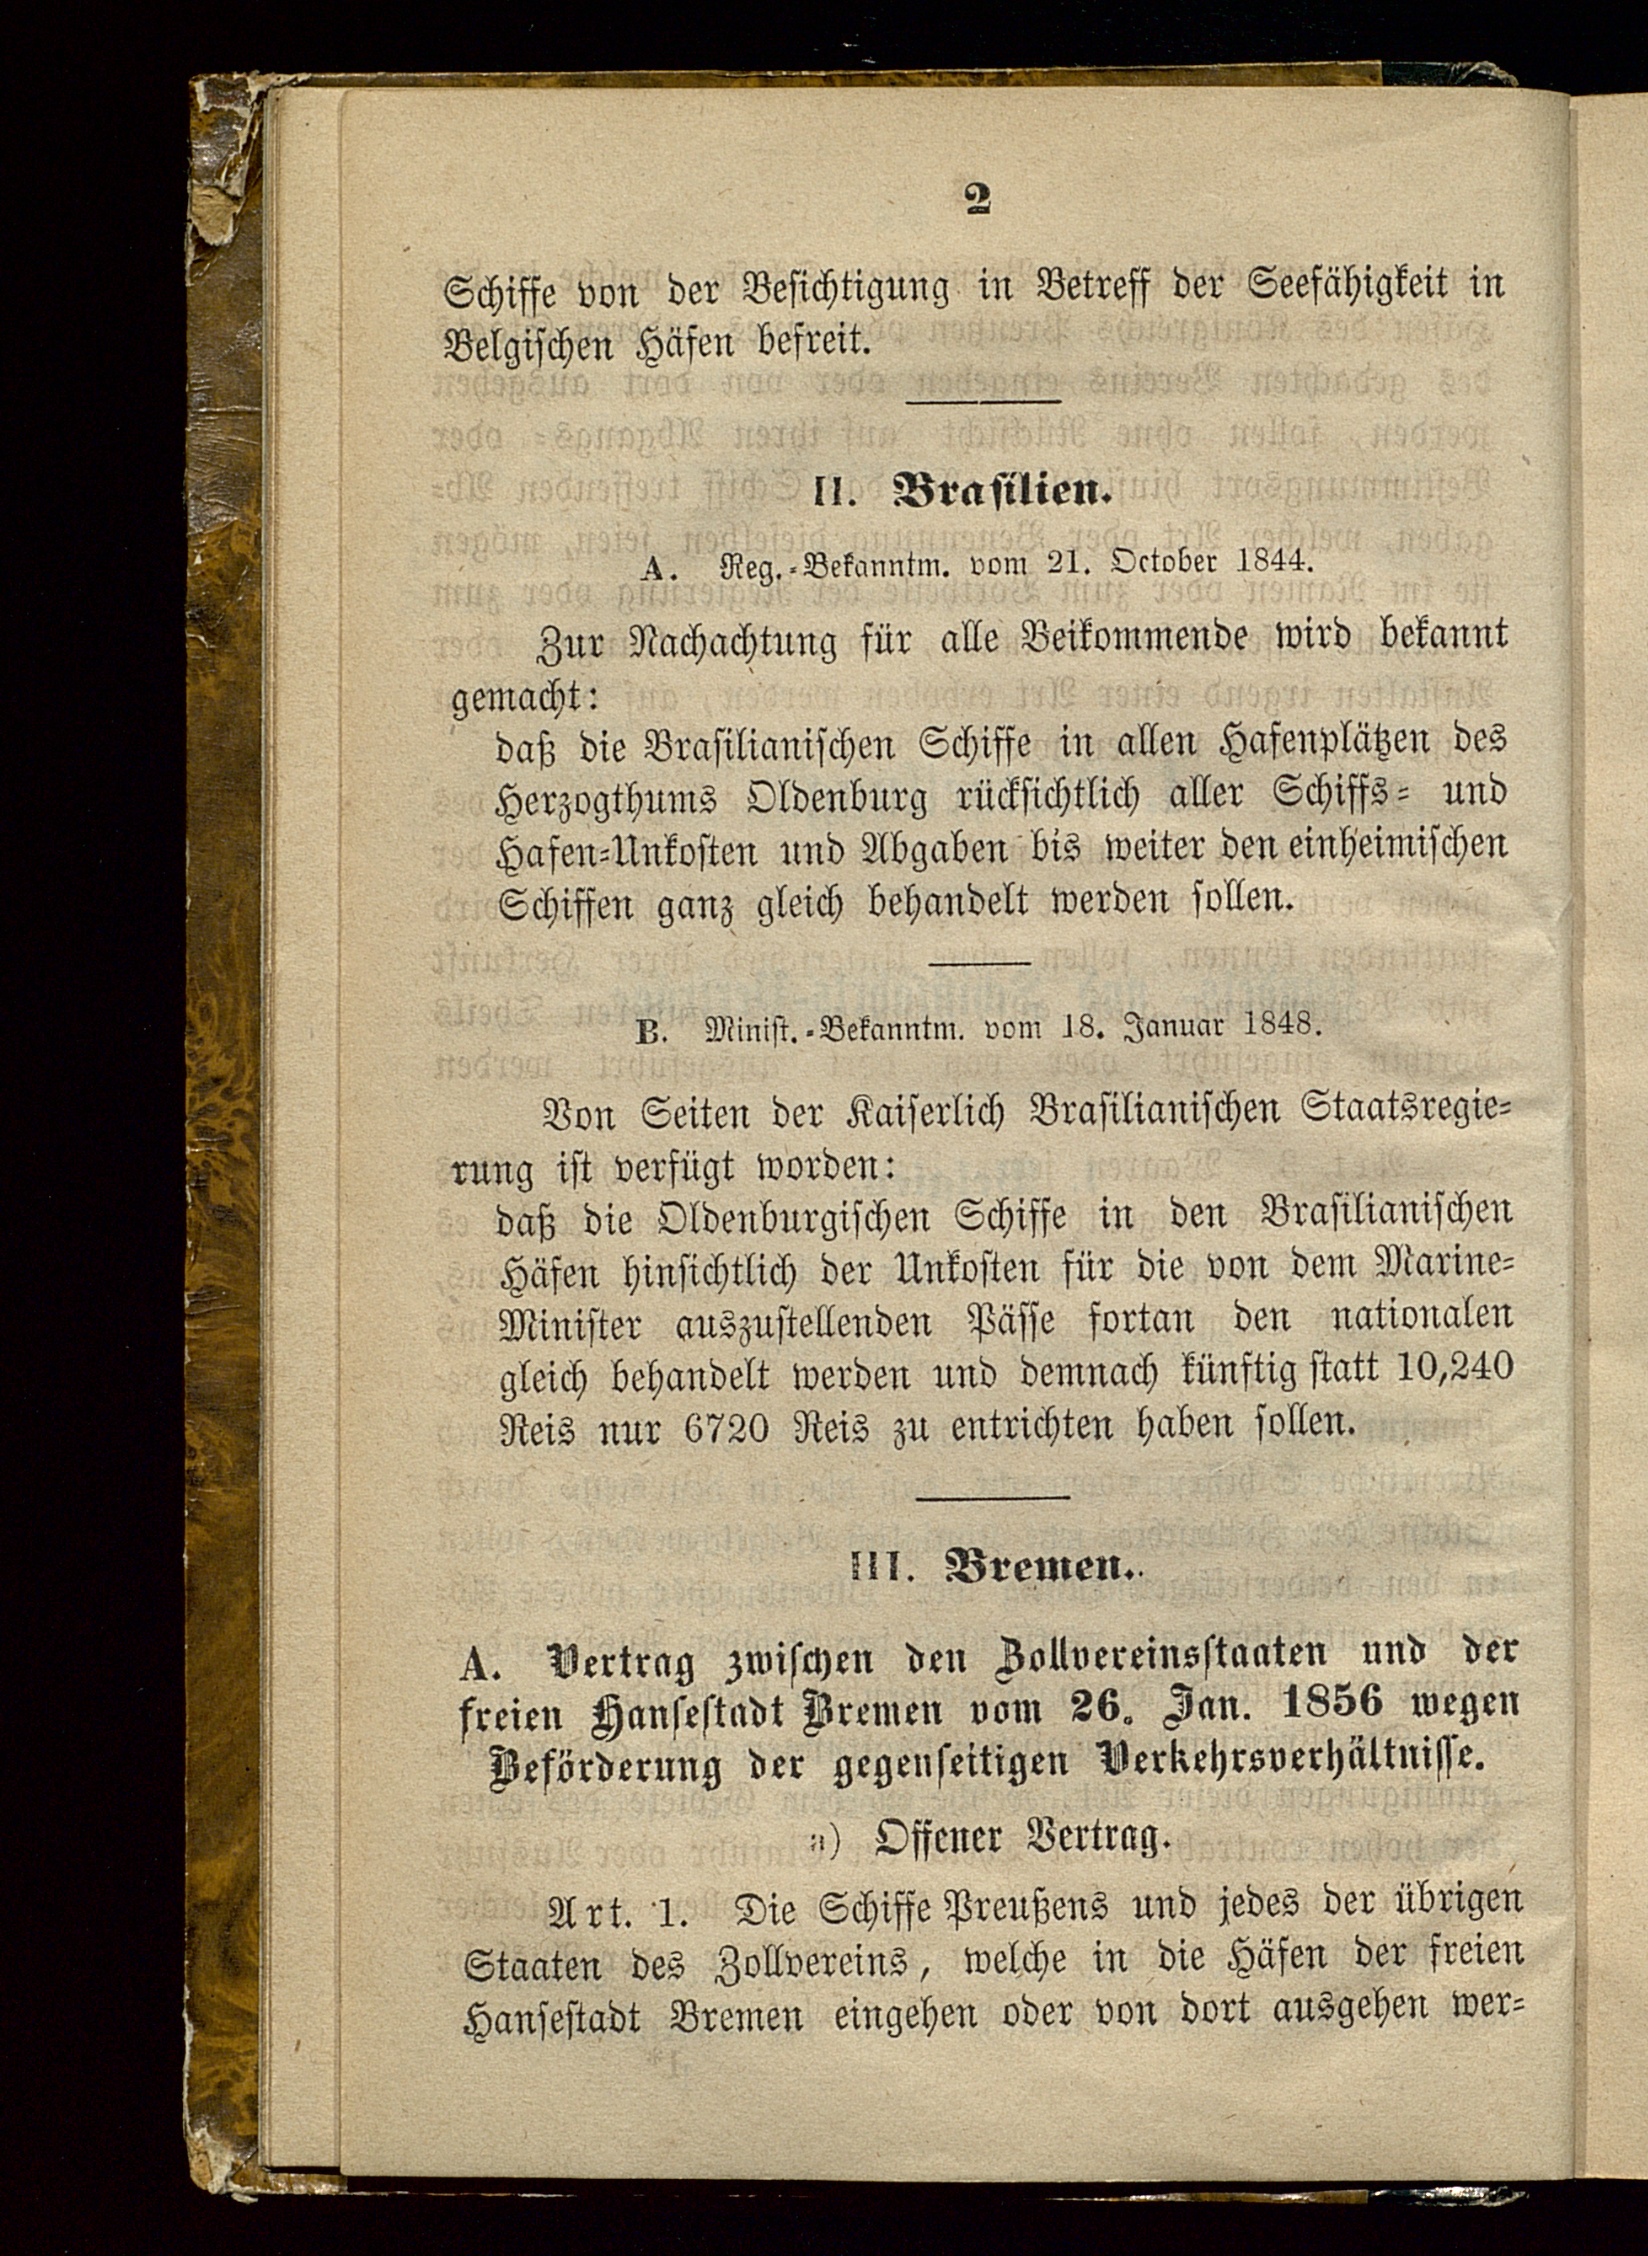 2
Schiffe von der Besichtigung in Betreff der Seefähigkeit in
Belgischen Häfen befreit.
II. Brasilien.
A. Reg.-Bekanntm. vom 21. October 1844.
Zur Nachachtung für alle Beikommende wird bekannt
gemacht:
daß die Brasilianischen Schiffe in allen Hafenplätzen des
Herzogthums Oldenburg rücksichtlich aller Schiffs- und
Hafen-Unkosten und Abgaben bis weiter den einheimischen
Schiffen ganz gleich behandelt werden sollen.
B. Minist.-Bekanntm. vom 18. Januar 1848.
Von Seiten der Kaiserlich Brasilianischen Staatsregie-
rung ist verfügt worden:
daß die Oldenburgischen Schiffe in den Brasilianischen
Häfen hinsichtlich der Unkosten für die von dem Marine-
Minister auszustellenden Pässe fortan den nationalen
gleich behandelt werden und demnach künftig statt 10,240
Reis nur 6720 Reis zu entrichten haben sollen.
III. Bremen.
A. Vertrag zwischen den Zollvereinsstaaten und der
freien Hansestadt Bremen vom 26. Jan. 1856 wegen
Beförderung der gegenseitigen Verkehrsverhältnisse.
a) Offener Vertrag.
Art. 1. Die Schiffe Preußens und jedes der übrigen
Staaten des Zollvereins, welche in die Häfen der freien
Hansestadt Bremen eingehen oder von dort ausgehen wer-